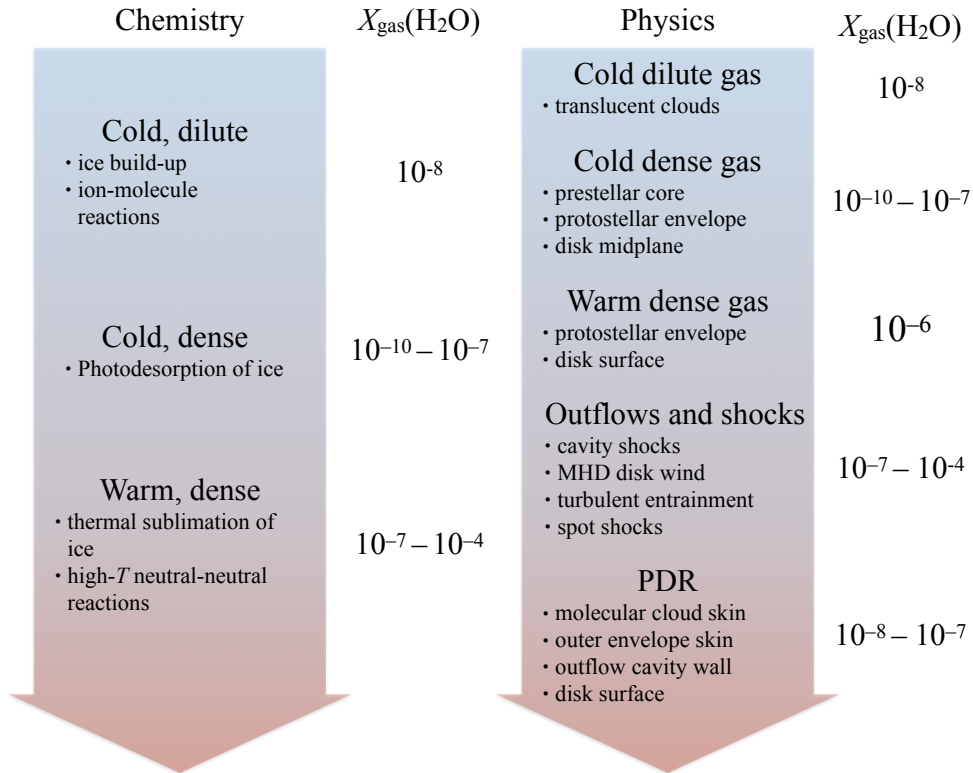 Chemistry
Xgas(H₂O)
Cold, dilute
· ice build-up
· ion-molecule
reactions
10⁻⁸
Cold, dense
· Photodesorption of ice
10⁻¹⁰ – 10⁻⁷
Warm, dense
· thermal sublimation of
ice
· high-T neutral-neutral
reactions
10⁻⁷ – 10⁻⁴
Physics
Xgas(H₂O)
Cold dilute gas
· translucent clouds
10⁻⁸
Cold dense gas
· prestellar core
· protostellar envelope
· disk midplane
10⁻¹⁰ – 10⁻⁷
Warm dense gas
· protostellar envelope
· disk surface
10⁻⁶
Outflows and shocks
· cavity shocks
· MHD disk wind
· turbulent entrainment
· spot shocks
10⁻⁷ – 10⁻⁴
PDR
· molecular cloud skin
· outer envelope skin
· outflow cavity wall
· disk surface
10⁻⁸ – 10⁻⁷